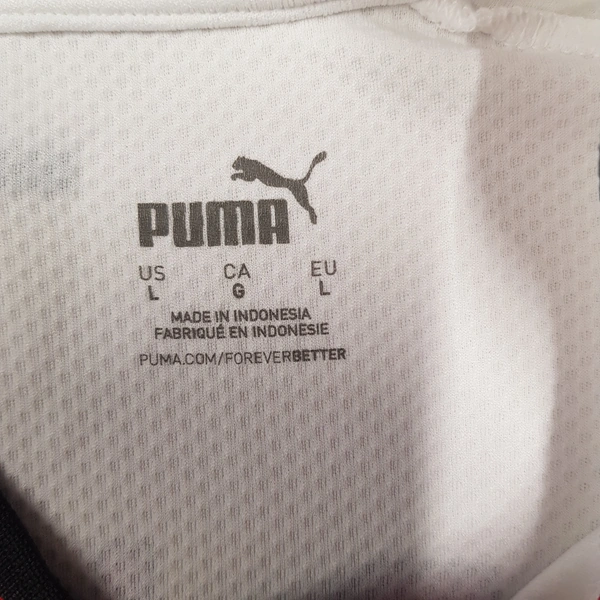 PUMA
US CA EU
L G L
MADE IN INDONESIA
FABRIQUÉ EN INDONÉSIE
PUMA.COM/FOREVERBETTER